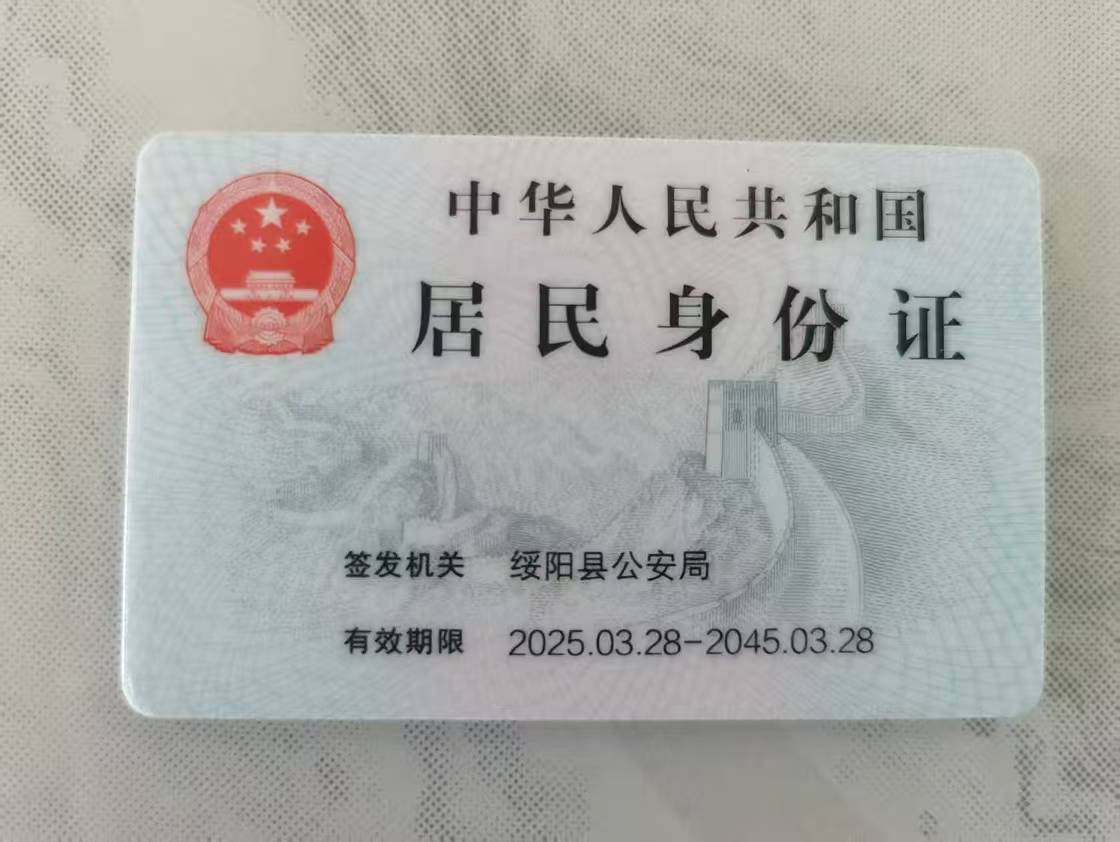 中华人民共和国
居民身份证
签发机关 绥阳县公安局
有效期限 2025.03.28-2045.03.28